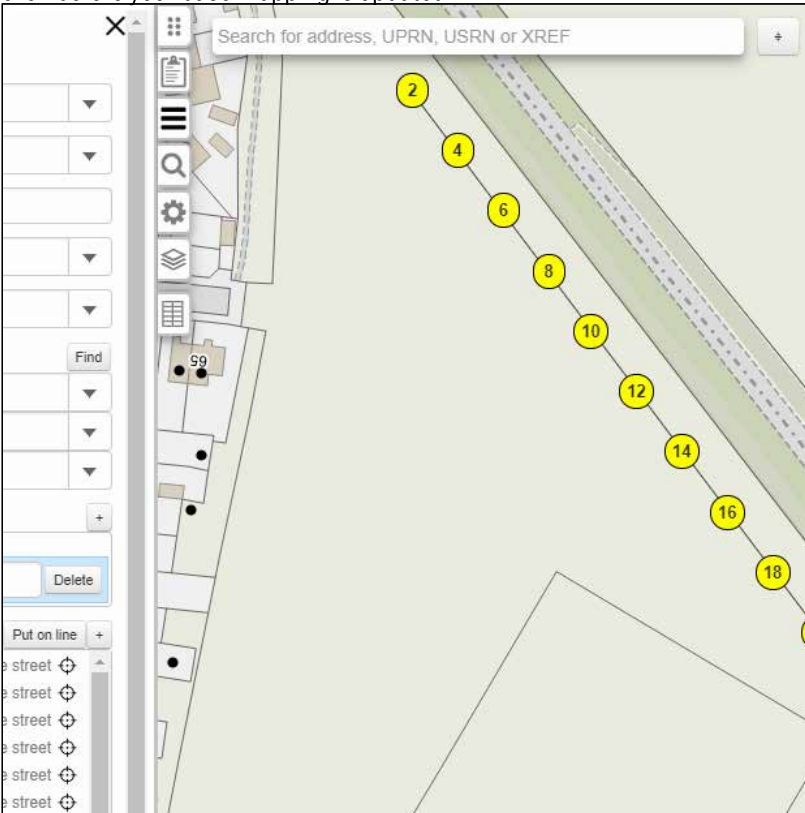 Search for address, UPRN, USRN or XREF
2
4
6
8
10
12
14
16
18
65
Find
+
Delete
Put on line +
street
street
street
street
street
street